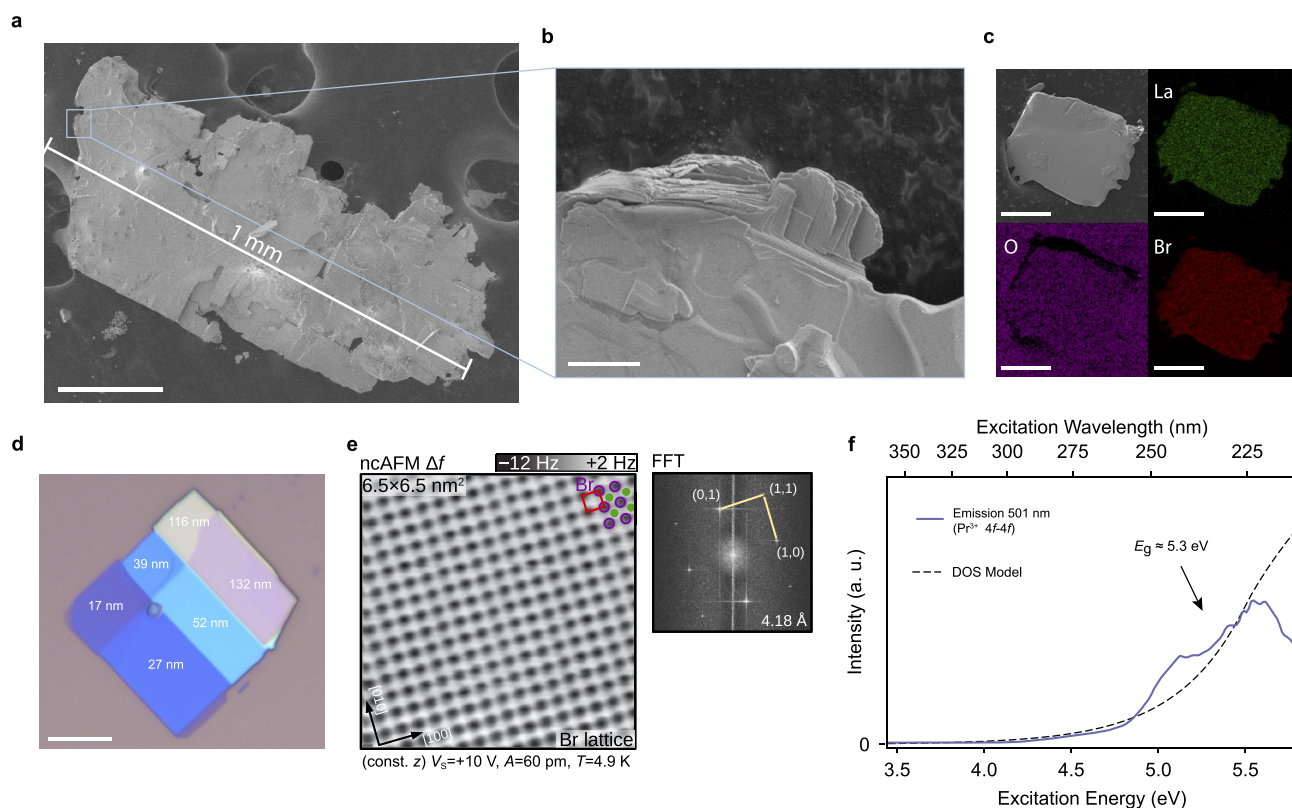 a
1 mm
b
c
La
O
Br
d
116 nm
39 nm
132 nm
17 nm
52 nm
27 nm
e
ncAFM Δf
−12 Hz +2 Hz
6.5×6.5 nm²
Br
[010]
[100]
Br lattice
(const. z) Vₛ=+10 V, A=60 pm, T=4.9 K
FFT
(0,1)
(1,1)
(1,0)
4.18 Å
f
Excitation Wavelength (nm)
350 325 300 275 250 225
Emission 501 nm
(Pr³⁺ 4f-4f)
DOS Model
E_g ≈ 5.3 eV
Intensity (a. u.)
0
3.5 4.0 4.5 5.0 5.5
Excitation Energy (eV)